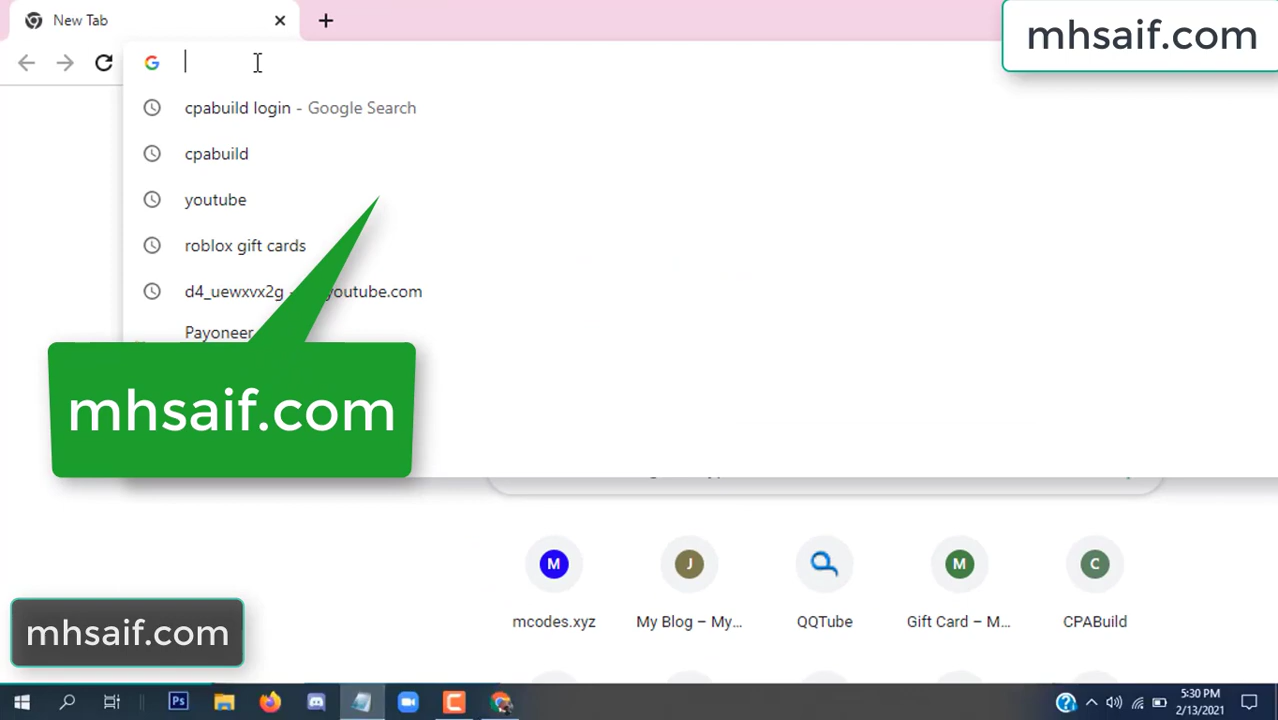 New Tab
mhsaif.com
cpabuild login - Google Search
cpabuild
youtube
roblox gift cards
d4_uewxvx2g - youtube.com
Payoneer
mhsaif.com
M
J
M
C
mcodes.xyz
My Blog – My...
QQTube
Gift Card – M...
CPABuild
mhsaif.com
Ps
5:30 PM
2/13/2021